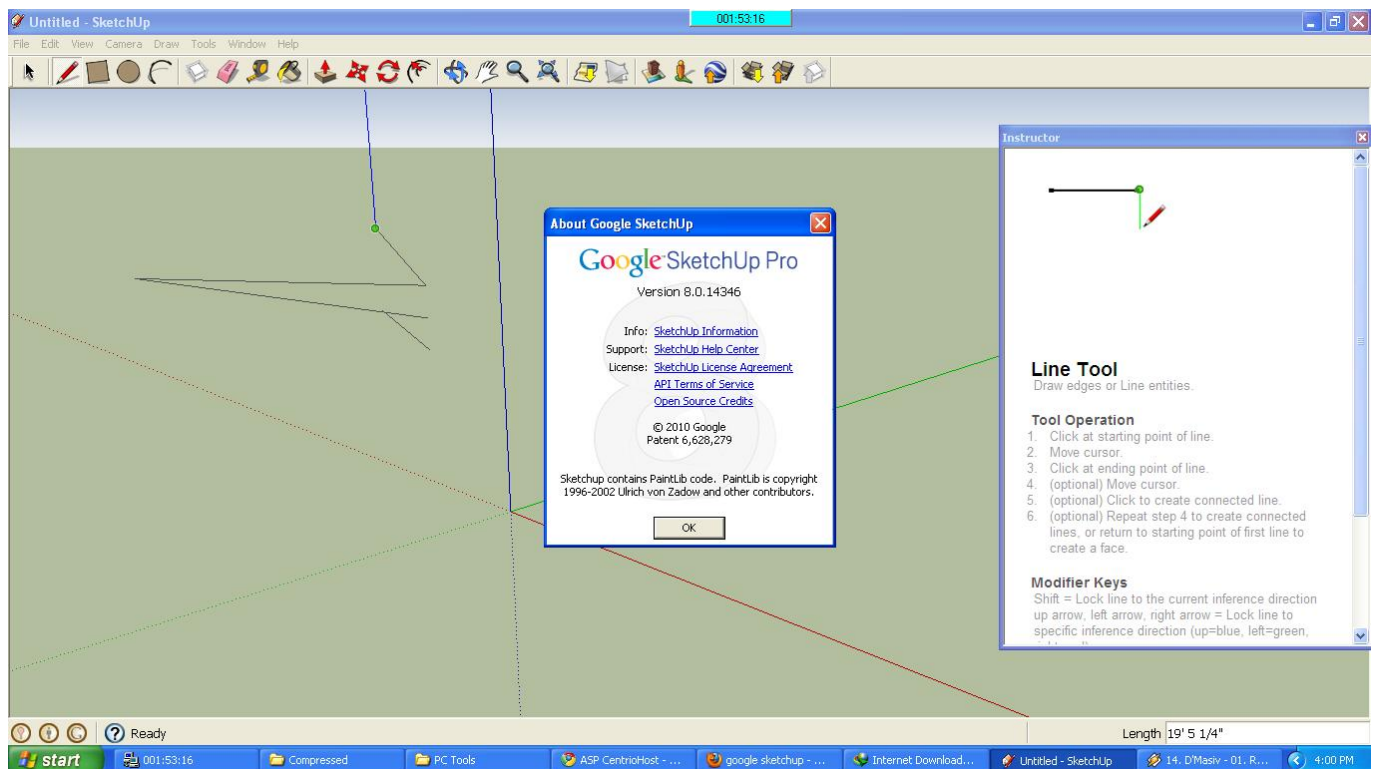 Untitled - SketchUp
001:53:16
File Edit View Camera Draw Tools Window Help
Instructor
Line Tool
Draw edges or Line entities.
Tool Operation
1. Click at starting point of line.
2. Move cursor.
3. Click at ending point of line.
4. (optional) Move cursor.
5. (optional) Click to create connected line.
6. (optional) Repeat step 4 to create connected
lines, or return to starting point of first line to
create a face.
Modifier Keys
Shift = Lock line to the current inference direction
up arrow, left arrow, right arrow = Lock line to
specific inference direction (up=blue, left=green,
About Google SketchUp
Google SketchUp Pro
Version 8.0.14346
Info: SketchUp Information
Support: SketchUp Help Center
License: SketchUp License Agreement
API Terms of Service
Open Source Credits
© 2010 Google
Patent 6,628,279
Sketchup contains PaintLib code. PaintLib is copyright
1996-2002 Ulrich von Zadow and other contributors.
OK
Ready
Length 19' 5 1/4"
start
001:53:16
Compressed
PC Tools
ASP CentrioHost - ...
google sketchup - ...
Internet Download...
Untitled - SketchUp
14. D'Masiv - 01. R...
4:00 PM